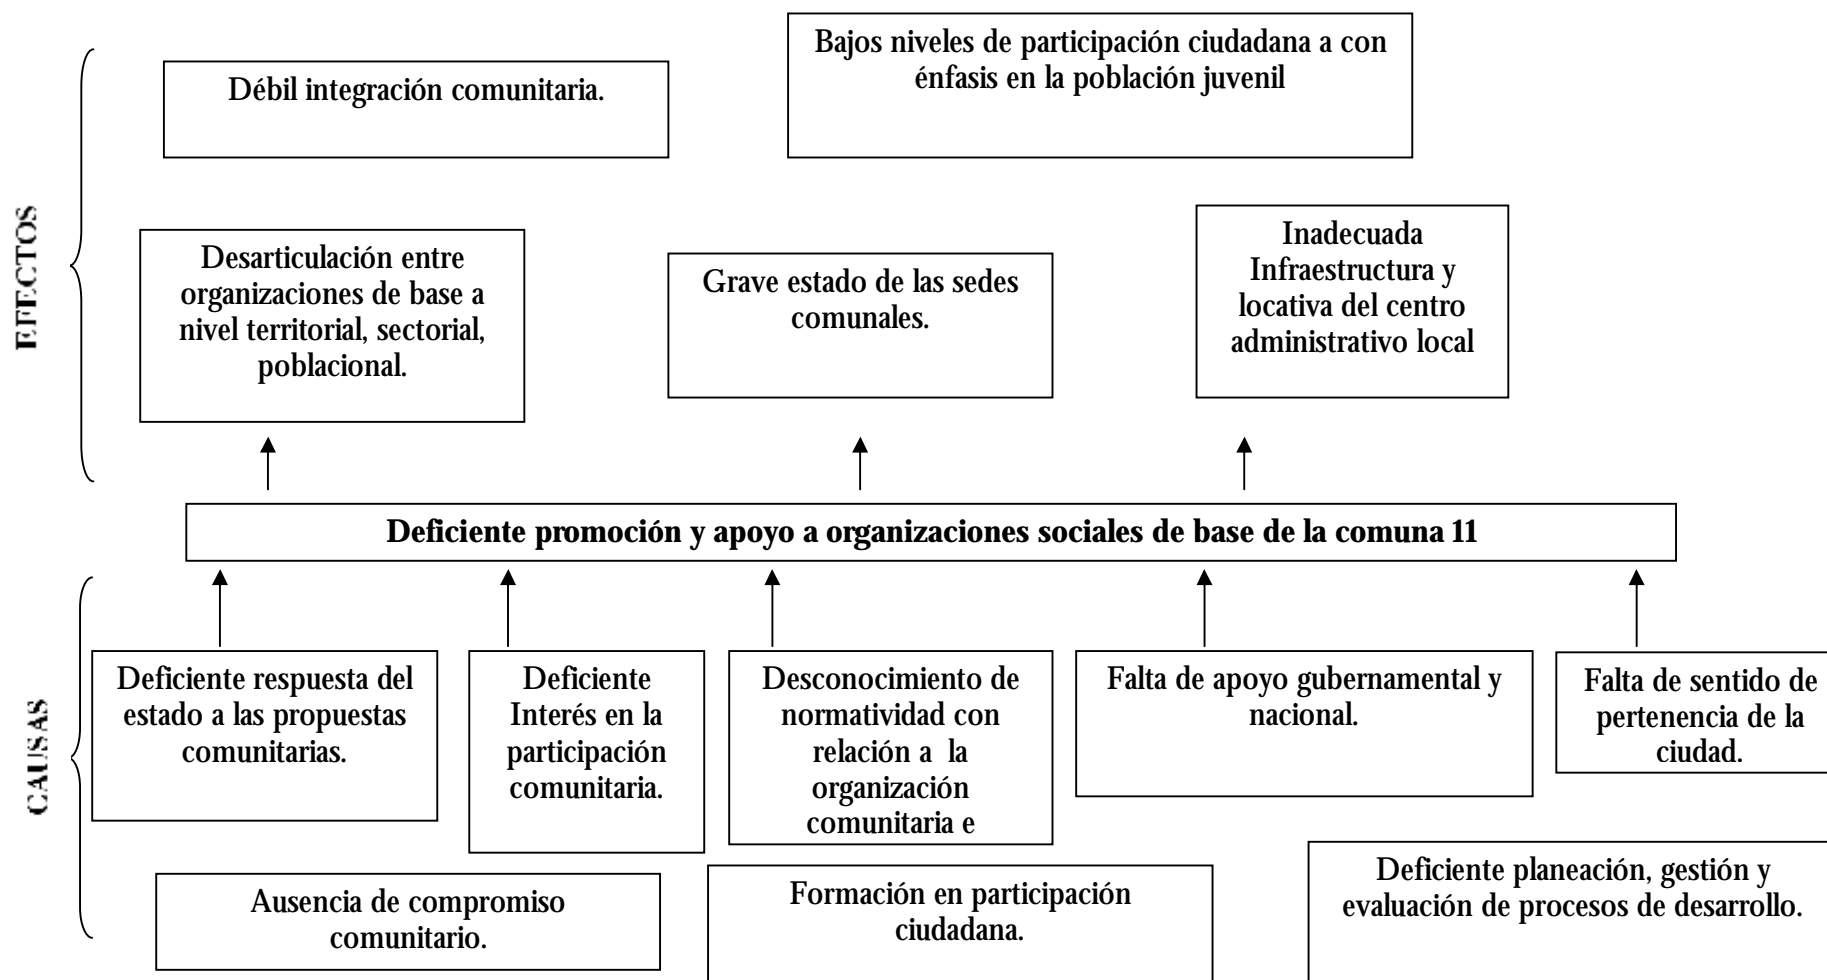 EFECTOS
Débil integración comunitaria.
Bajos niveles de participación ciudadana a con
énfasis en la población juvenil
Desarticulación entre
organizaciones de base a
nivel territorial, sectorial,
poblacional.
Grave estado de las sedes
comunales.
Inadecuada
Infraestructura y
locativa del centro
administrativo local
Deficiente promoción y apoyo a organizaciones sociales de base de la comuna 11
CAUSAS
Deficiente respuesta del
estado a las propuestas
comunitarias.
Deficiente
Interés en la
participación
comunitaria.
Desconocimiento de
normatividad con
relación a la
organización
comunitaria e
Falta de apoyo gubernamental y
nacional.
Falta de sentido de
pertenencia de la
ciudad.
Ausencia de compromiso
comunitario.
Formación en participación
ciudadana.
Deficiente planeación, gestión y
evaluación de procesos de desarrollo.